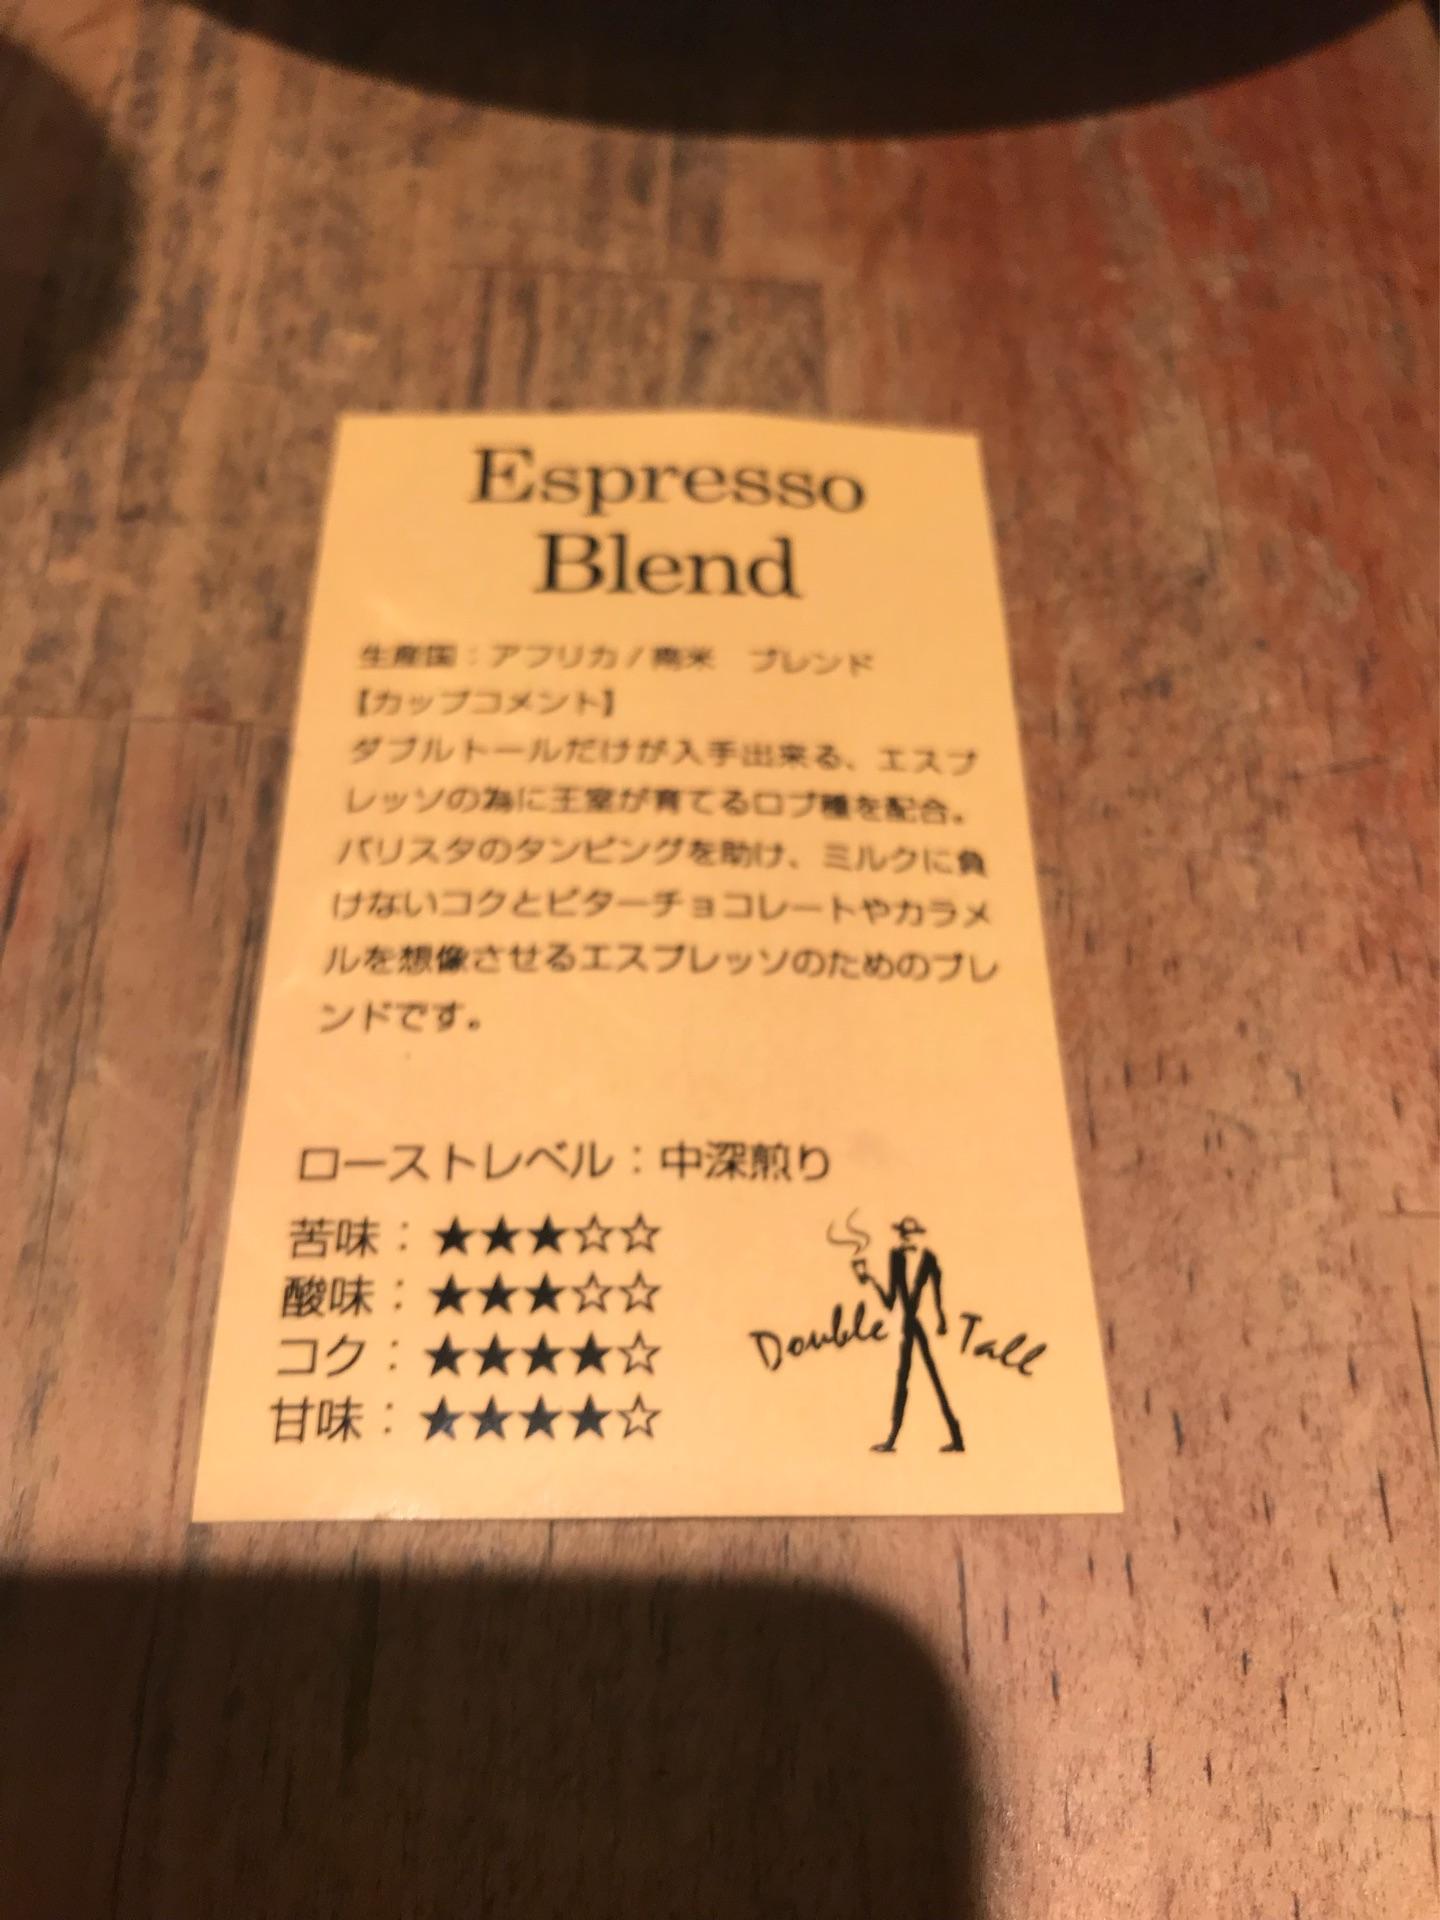 Espresso
Blend
生産国：アフリカ / 南米　ブレンド
【カップコメント】
ダブルトールだけが入手出来る、エスプ
レッソの為に王室が育てるロブ種を配合。
バリスタのタンピングを助け、ミルクに負
けないコクとビターチョコレートやカラメ
ルを想像させるエスプレッソのためのブレ
ンドです。
ローストレベル：中深煎り
苦味：★★★☆☆
酸味：★★★☆☆
コク：★★★★☆
甘味：★★★★☆
Double Tall